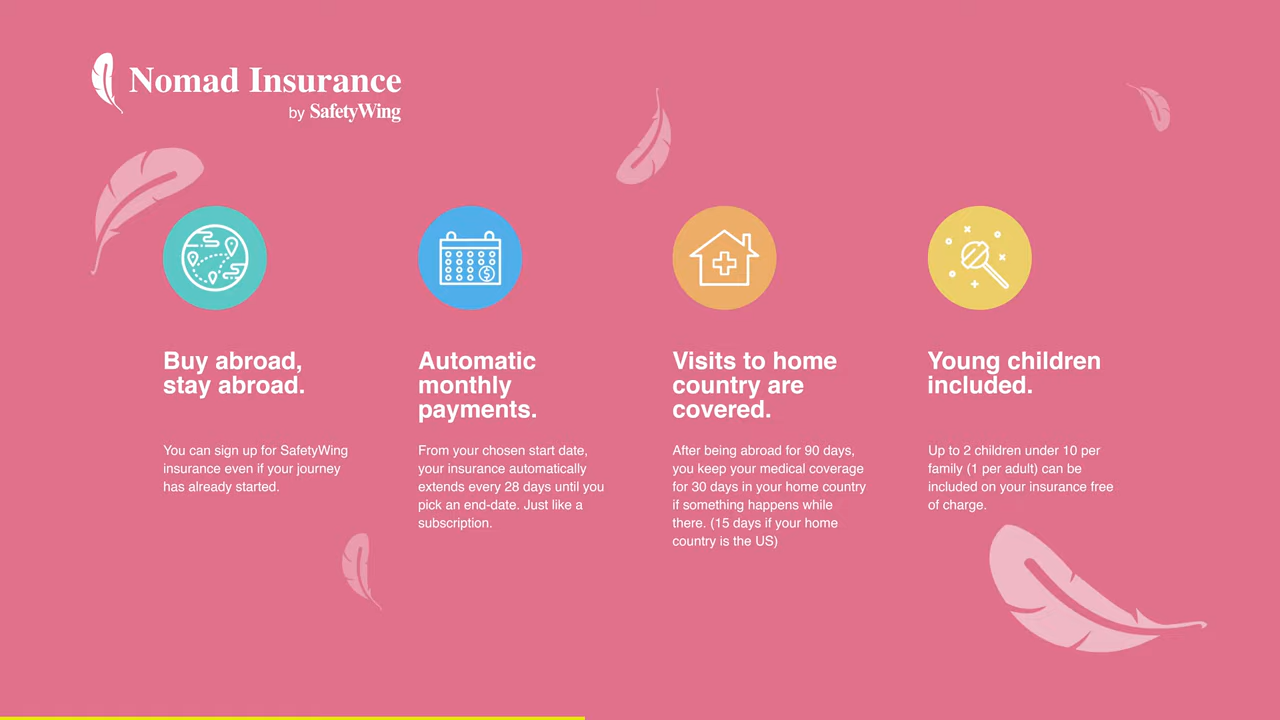 Nomad Insurance
by SafetyWing
Buy abroad,
stay abroad.
You can sign up for SafetyWing
insurance even if your journey
has already started.
Automatic
monthly
payments.
From your chosen start date,
your insurance automatically
extends every 28 days until you
pick an end-date. Just like a
subscription.
Visits to home
country are
covered.
After being abroad for 90 days,
you keep your medical coverage
for 30 days in your home country
if something happens while
there. (15 days if your home
country is the US)
Young children
included.
Up to 2 children under 10 per
family (1 per adult) can be
included on your insurance free
of charge.